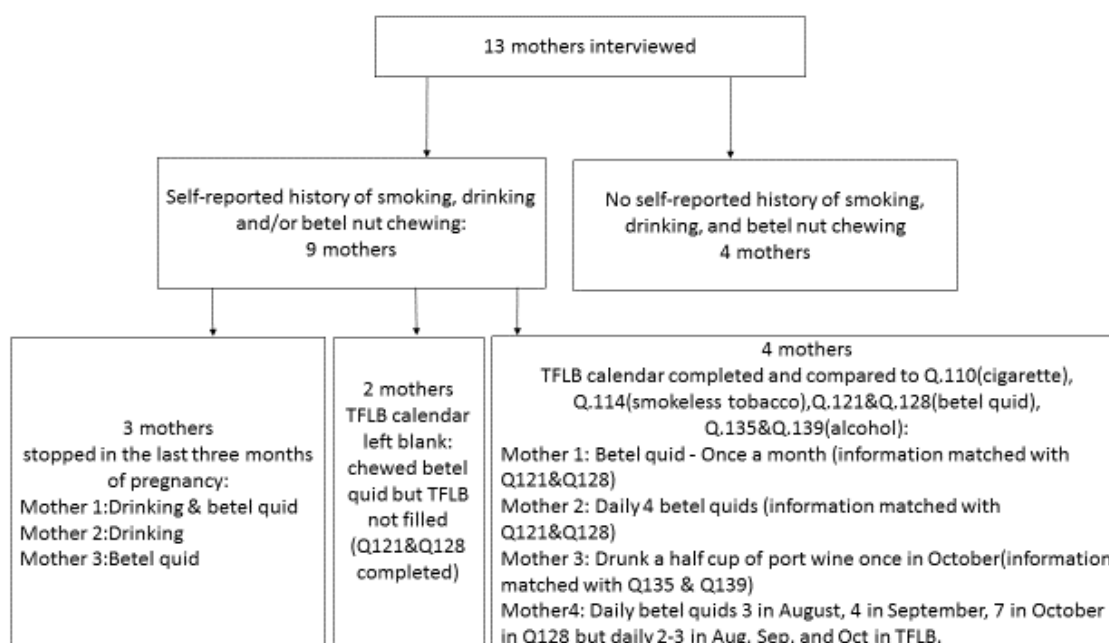 13 mothers interviewed
Self-reported history of smoking, drinking
and/or betel nut chewing:
9 mothers
No self-reported history of smoking,
drinking, and betel nut chewing
4 mothers
3 mothers
stopped in the last three months
of pregnancy:
Mother 1:Drinking & betel quid
Mother 2:Drinking
Mother 3:Betel quid
2 mothers
TFLB calendar
left blank:
chewed betel
quid but TFLB
not filled
(Q121&Q128
completed)
4 mothers
TFLB calendar completed and compared to Q.110(cigarette),
Q.114(smokeless tobacco),Q.121&Q.128(betel quid),
Q.135&Q.139(alcohol):
Mother 1: Betel quid - Once a month (information matched with
Q121&Q128)
Mother 2: Daily 4 betel quids (information matched with
Q121&Q128)
Mother 3: Drunk a half cup of port wine once in October(information
matched with Q135 & Q139)
Mother4: Daily betel quids 3 in August, 4 in September, 7 in October
in Q128 but daily 2-3 in Aug, Sep, and Oct in TFLB.